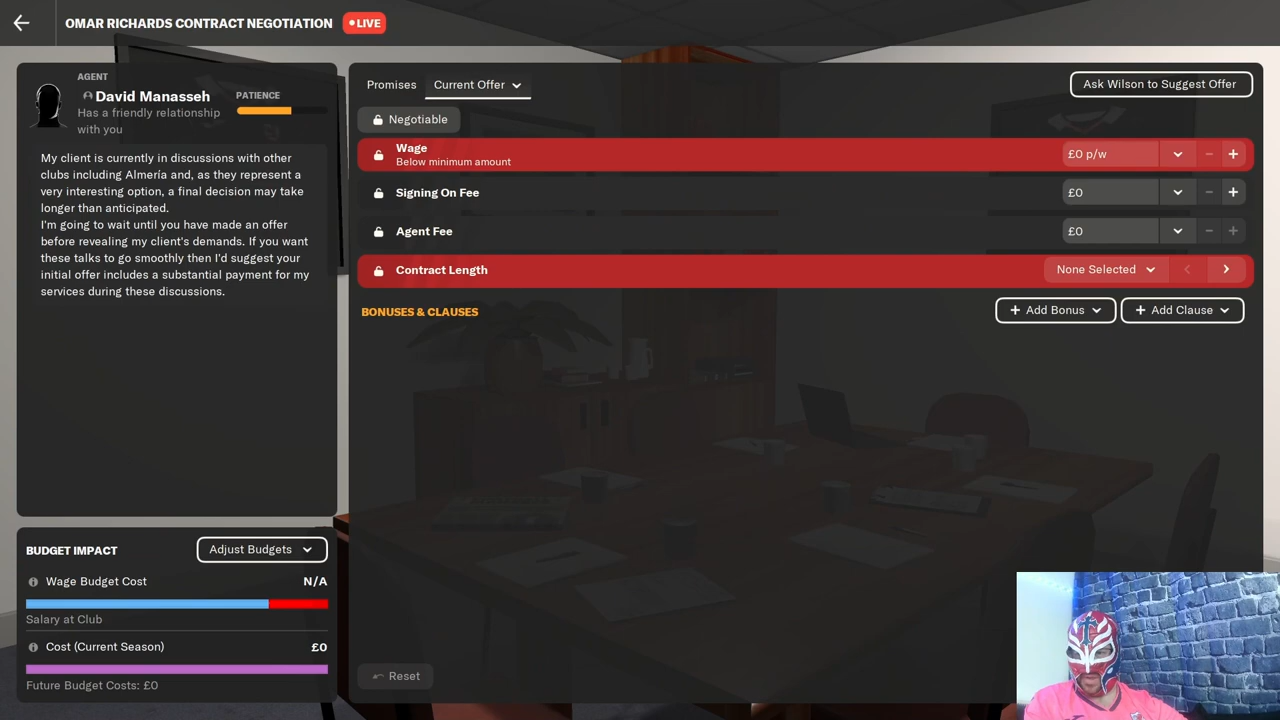 OMAR RICHARDS CONTRACT NEGOTIATION
LIVE
AGENT
David Manasseh
Has a friendly relationship
with you
PATIENCE
My client is currently in discussions with other
clubs including Almería and, as they represent a
very interesting option, a final decision may take
longer than anticipated.
I'm going to wait until you have made an offer
before revealing my client's demands. If you want
these talks to go smoothly then I'd suggest your
initial offer includes a substantial payment for my
services during these discussions.
BUDGET IMPACT
Adjust Budgets
Wage Budget Cost
N/A
Salary at Club
Cost (Current Season)
£0
Future Budget Costs: £0
Promises
Current Offer
Ask Wilson to Suggest Offer
Negotiable
Wage
Below minimum amount
£0 p/w
Signing On Fee
£0
Agent Fee
£0
Contract Length
None Selected
BONUSES & CLAUSES
Add Bonus
Add Clause
Reset